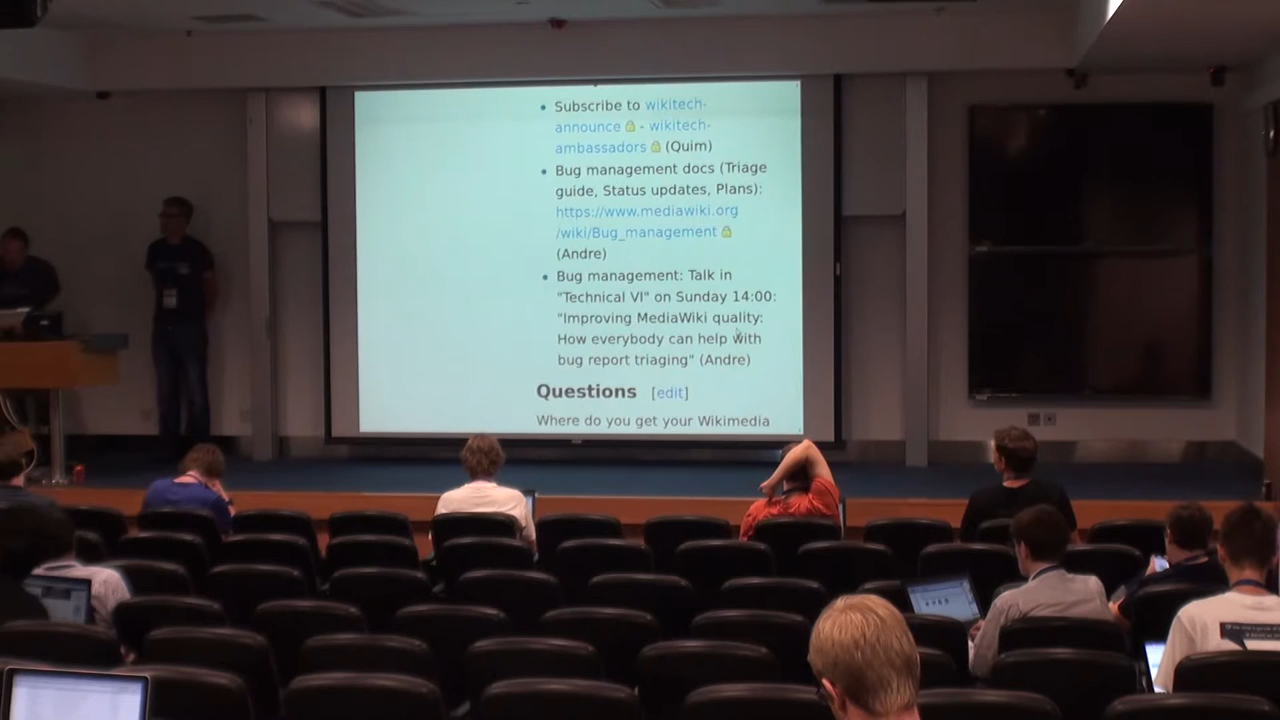 Subscribe to wikitech-
announce - wikitech-
ambassadors (Quim)
Bug management docs (Triage
guide, Status updates, Plans):
https://www.mediawiki.org
/wiki/Bug_management
(Andre)
Bug management: Talk in
"Technical VI" on Sunday 14:00:
"Improving MediaWiki quality:
How everybody can help with
bug report triaging" (Andre)
Questions [edit]
Where do you get your Wikimedia